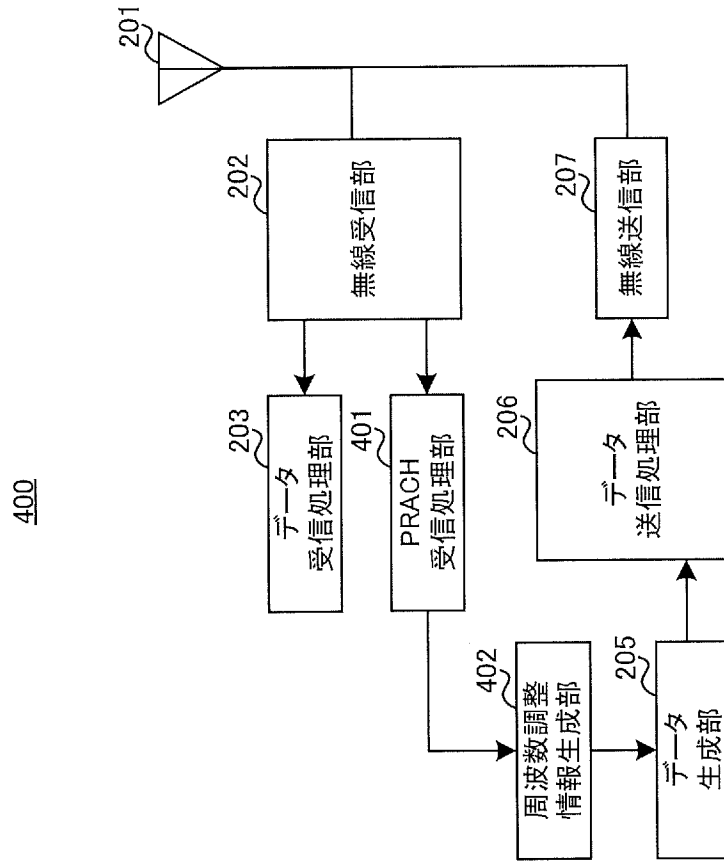 400
201
202
無線受信部
203
データ
受信処理部
401
PRACH
受信処理部
402
周波数調整
情報生成部
205
データ
生成部
206
データ
送信処理部
207
無線送信部